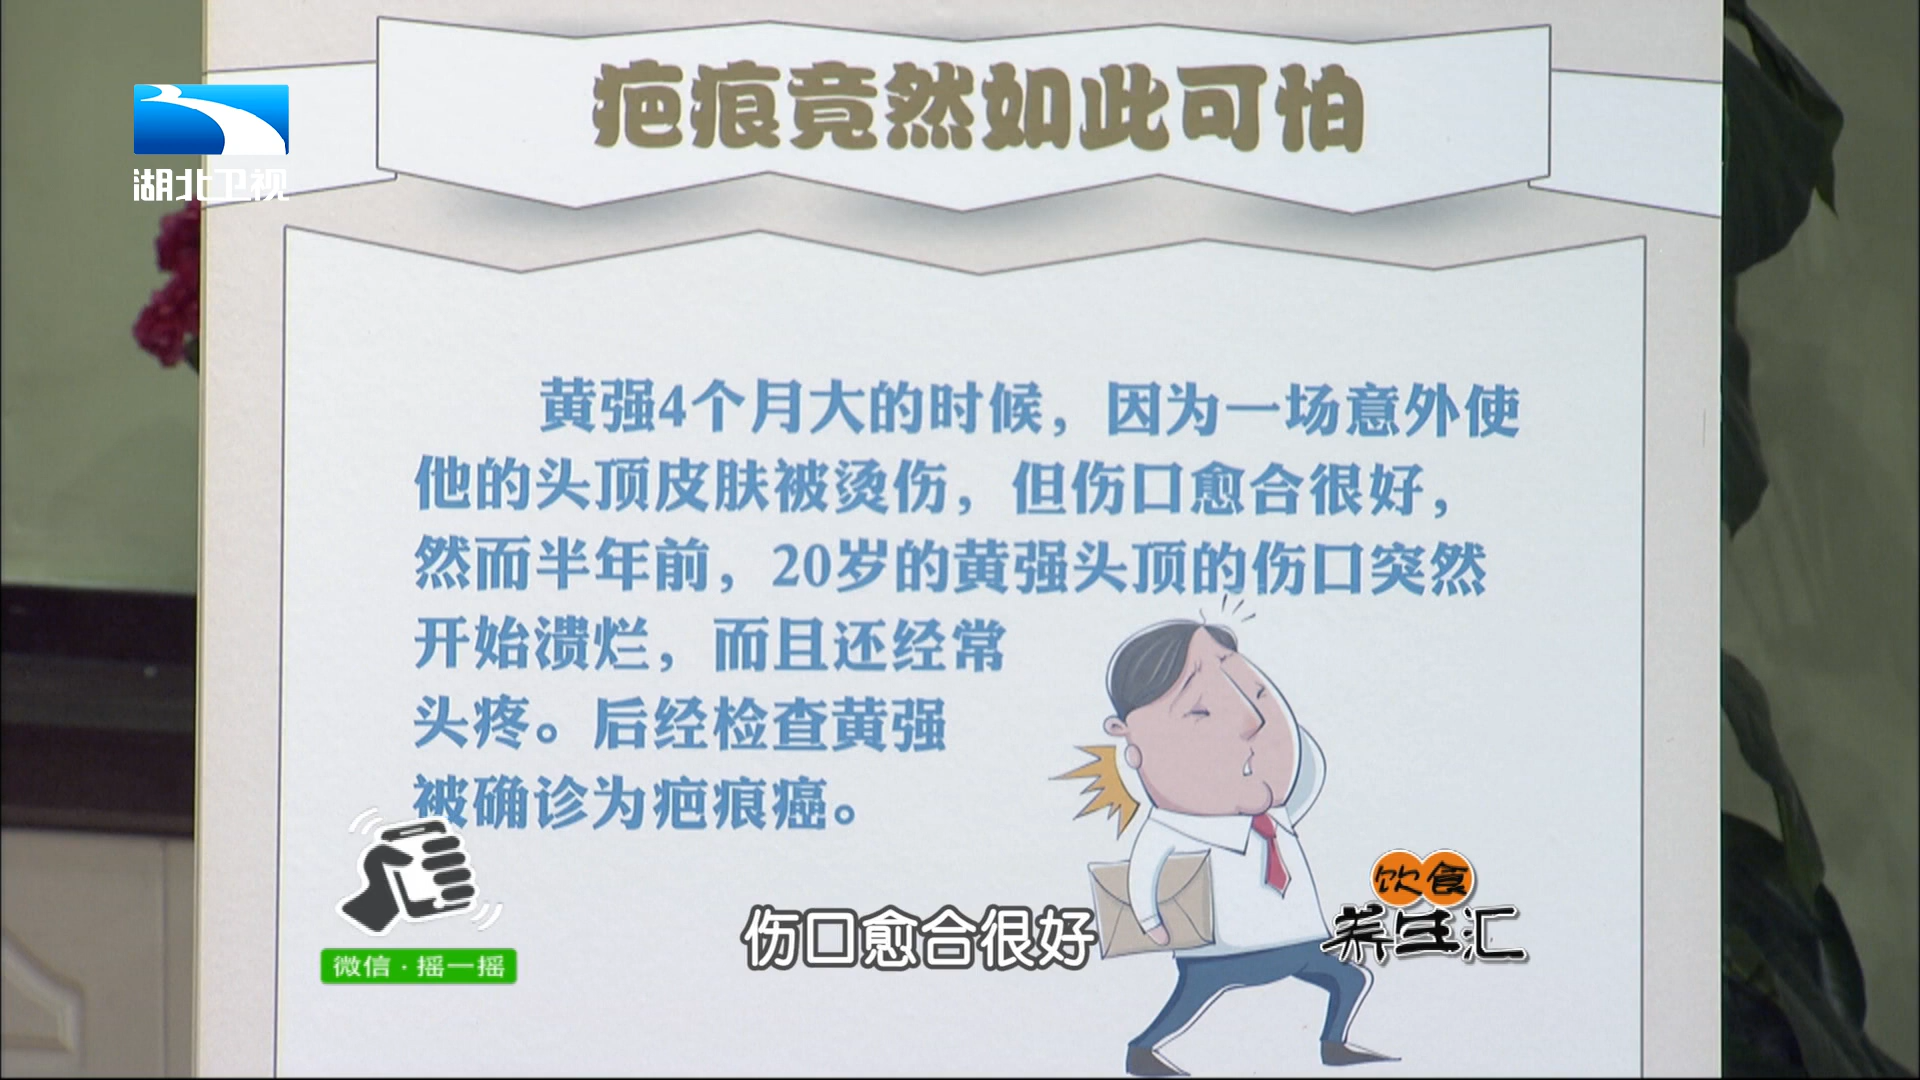 疤痕竟然如此可怕
湖北卫视
黄强4个月大的时候，因为一场意外使
他的头顶皮肤被烫伤，但伤口愈合很好，
然而半年前，20岁的黄强头顶的伤口突然
开始溃烂，而且还经常
头疼。后经检查黄强
被确诊为疤痕癌。
饮食
养生汇
伤口愈合很好
微信·摇一摇